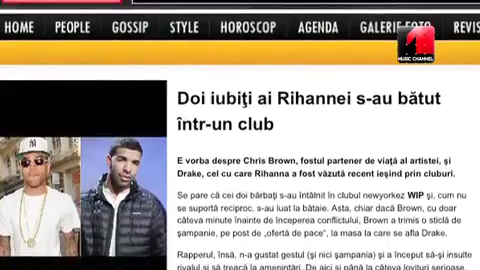 HOME PEOPLE GOSSIP STYLE HOROSCOP AGENDA GALERIE FOTO REVIS
MUSIC CHANNEL
Doi iubiţi ai Rihannei s-au bătut
într-un club
E vorba despre Chris Brown, fostul partener de viaţă al artistei, şi
Drake, cel cu care Rihanna a fost văzută recent ieşind prin cluburi.
Se pare că cei doi bărbaţi s-au întâlnit în clubul newyorkez WIP şi, cum nu
se suportă reciproc, s-au luat la bătaie. Asta, chiar dacă Brown, cu doar
câteva minute înainte de începerea conflictului, Brown a trimis o sticlă de
şampanie, pe post de „ofertă de pace”, la masa la care se afla Drake.
Rapperul, însă, n-a gustat gestul (şi nici şampania) şi a început să-şi insulte
rivalul şi să treacă la ameninţări. De aici şi până la câteva lovituri serioase,